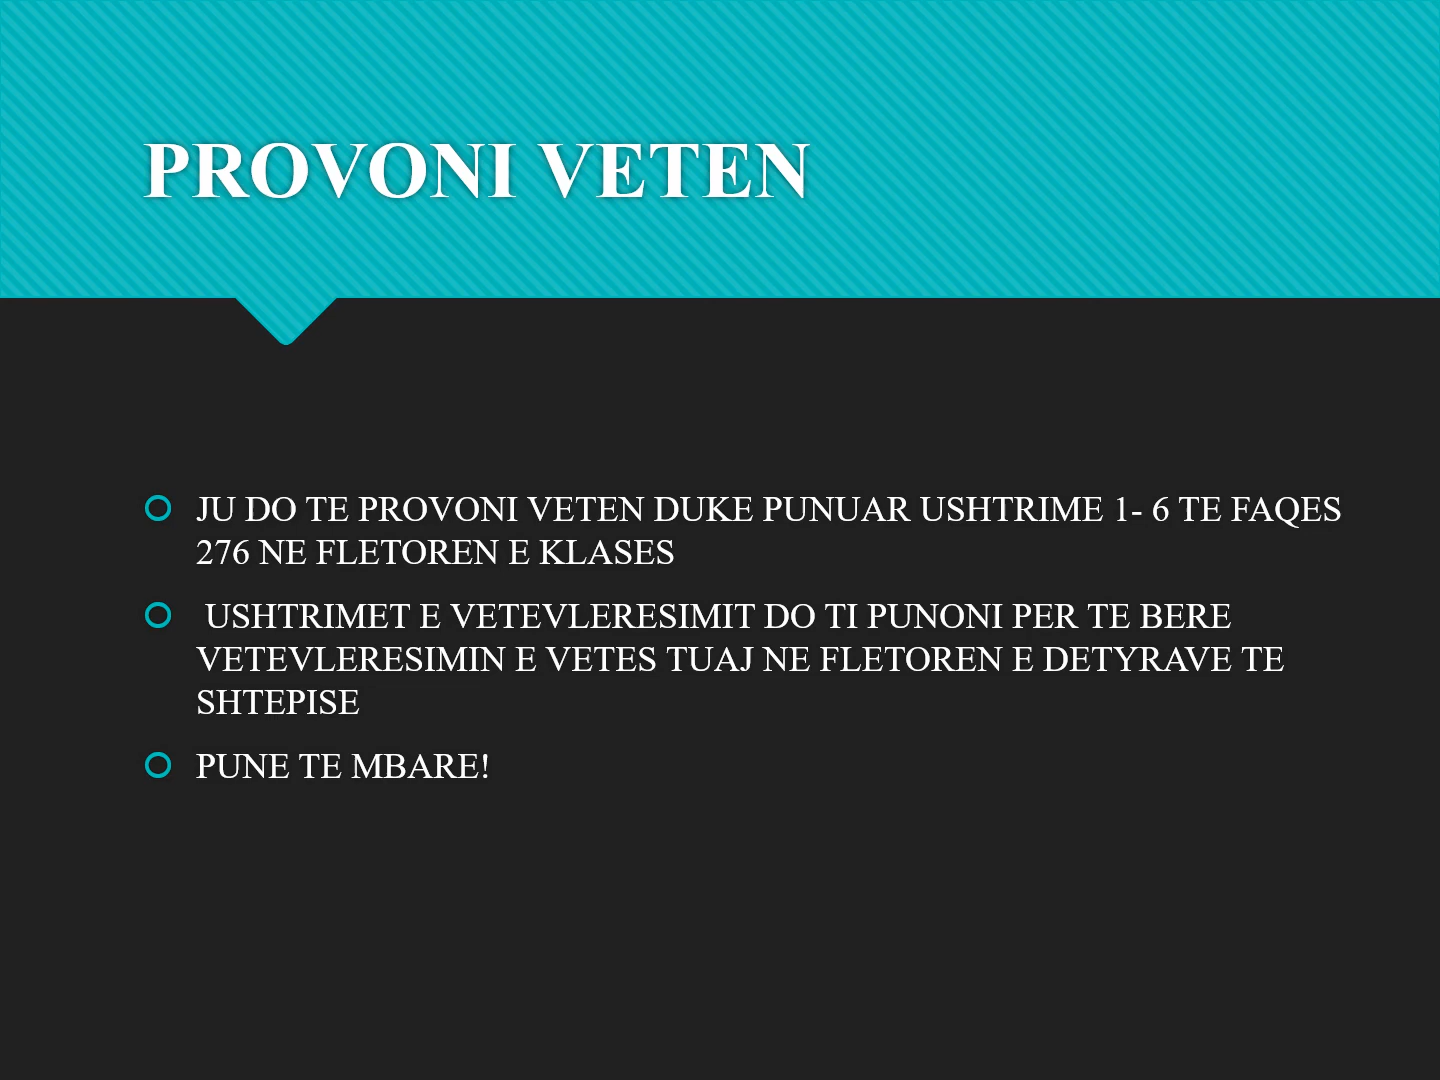 PROVONI VETEN
JU DO TE PROVONI VETEN DUKE PUNUAR USHTRIME 1- 6 TE FAQES
276 NE FLETOREN E KLASES
USHTRIMET E VETEVLERESIMIT DO TI PUNONI PER TE BERE
VETEVLERESIMIN E VETES TUAJ NE FLETOREN E DETYRAVE TE
SHTEPISE
PUNE TE MBARE!